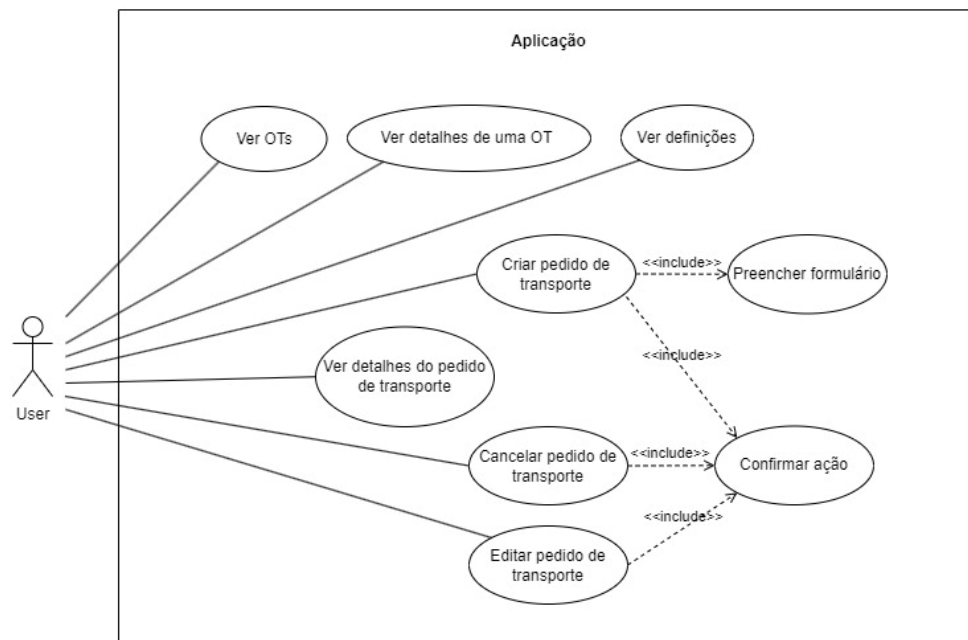 Aplicação
Ver OTs
Ver detalhes de uma OT
Ver definições
Criar pedido de
transporte
<<include>>
Preencher formulário
<<include>>
Ver detalhes do pedido
de transporte
User
Cancelar pedido de
transporte
<<include>>
Confirmar ação
<<include>>
Editar pedido de
transporte